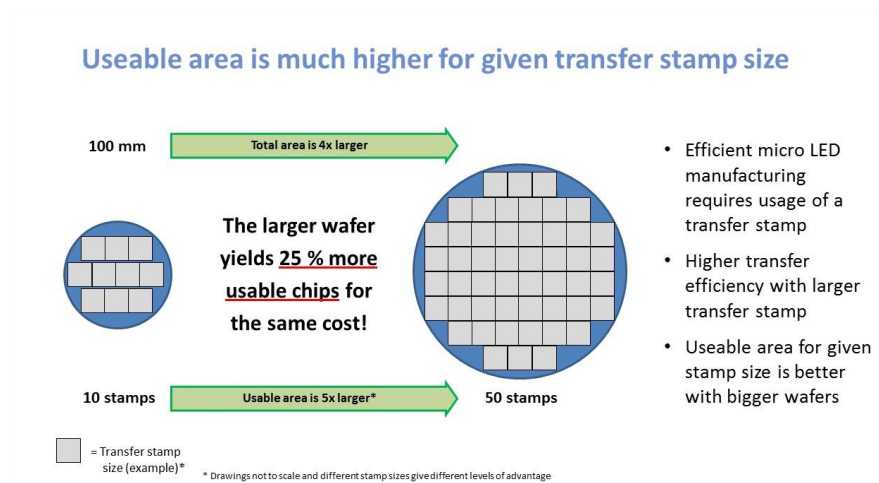 Useable area is much higher for given transfer stamp size
100 mm
Total area is 4x larger
The larger wafer
yields 25 % more
usable chips for
the same cost!
10 stamps
Usable area is 5x larger*
50 stamps
• Efficient micro LED
manufacturing
requires usage of a
transfer stamp
• Higher transfer
efficiency with larger
transfer stamp
• Useable area for given
stamp size is better
with bigger wafers
= Transfer stamp
size (example)*
* Drawings not to scale and different stamp sizes give different levels of advantage